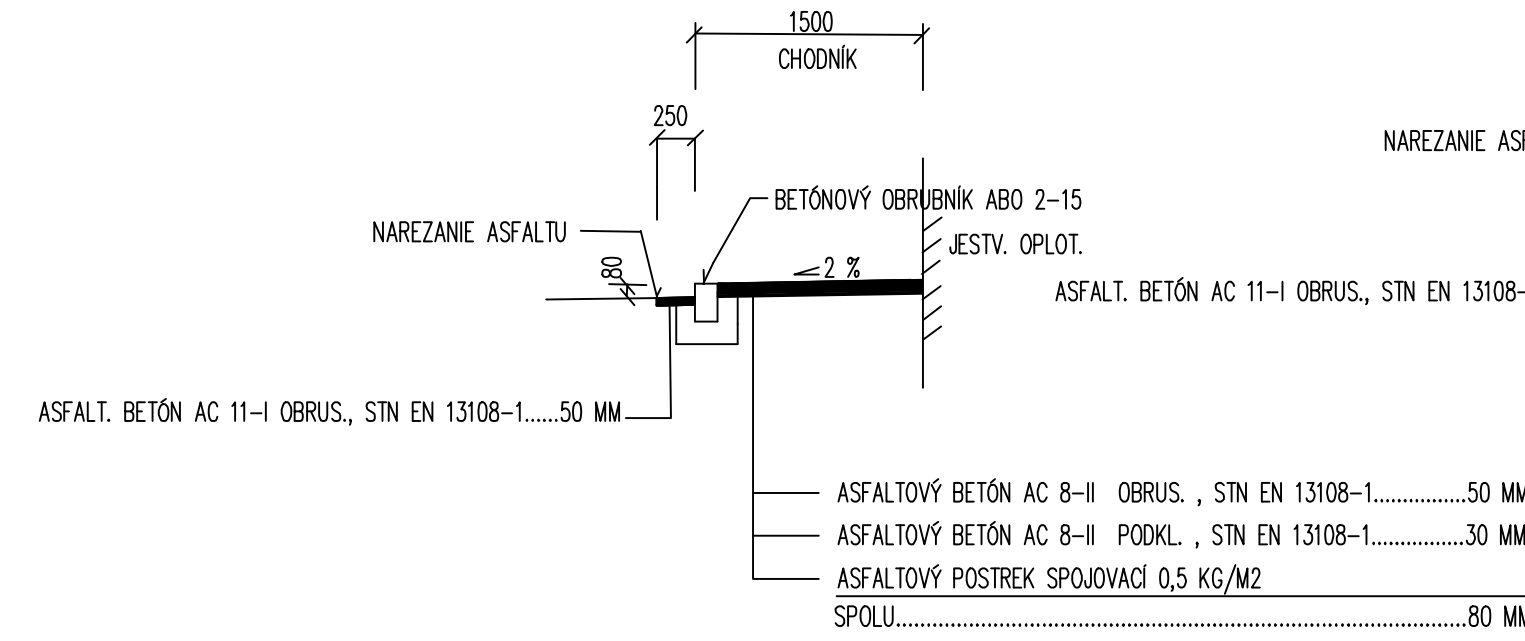 1500
CHODNÍK
250
NAREZANIE ASF
BETÓNOVÝ OBRUBNÍK ABO 2-15
NAREZANIE ASFALTU
JESTV. OPLOT.
80
2 %
ASFALT. BETÓN AC 11-I OBRUS., STN EN 13108-
ASFALT. BETÓN AC 11-I OBRUS., STN EN 13108-1......50 MM
ASFALTOVÝ BETÓN AC 8-II OBRUS. , STN EN 13108-1................50 MM
ASFALTOVÝ BETÓN AC 8-II PODKL. , STN EN 13108-1................30 MM
ASFALTOVÝ POSTREK SPOJOVACÍ 0,5 KG/M2
SPOLU..............................................................................................80 MM